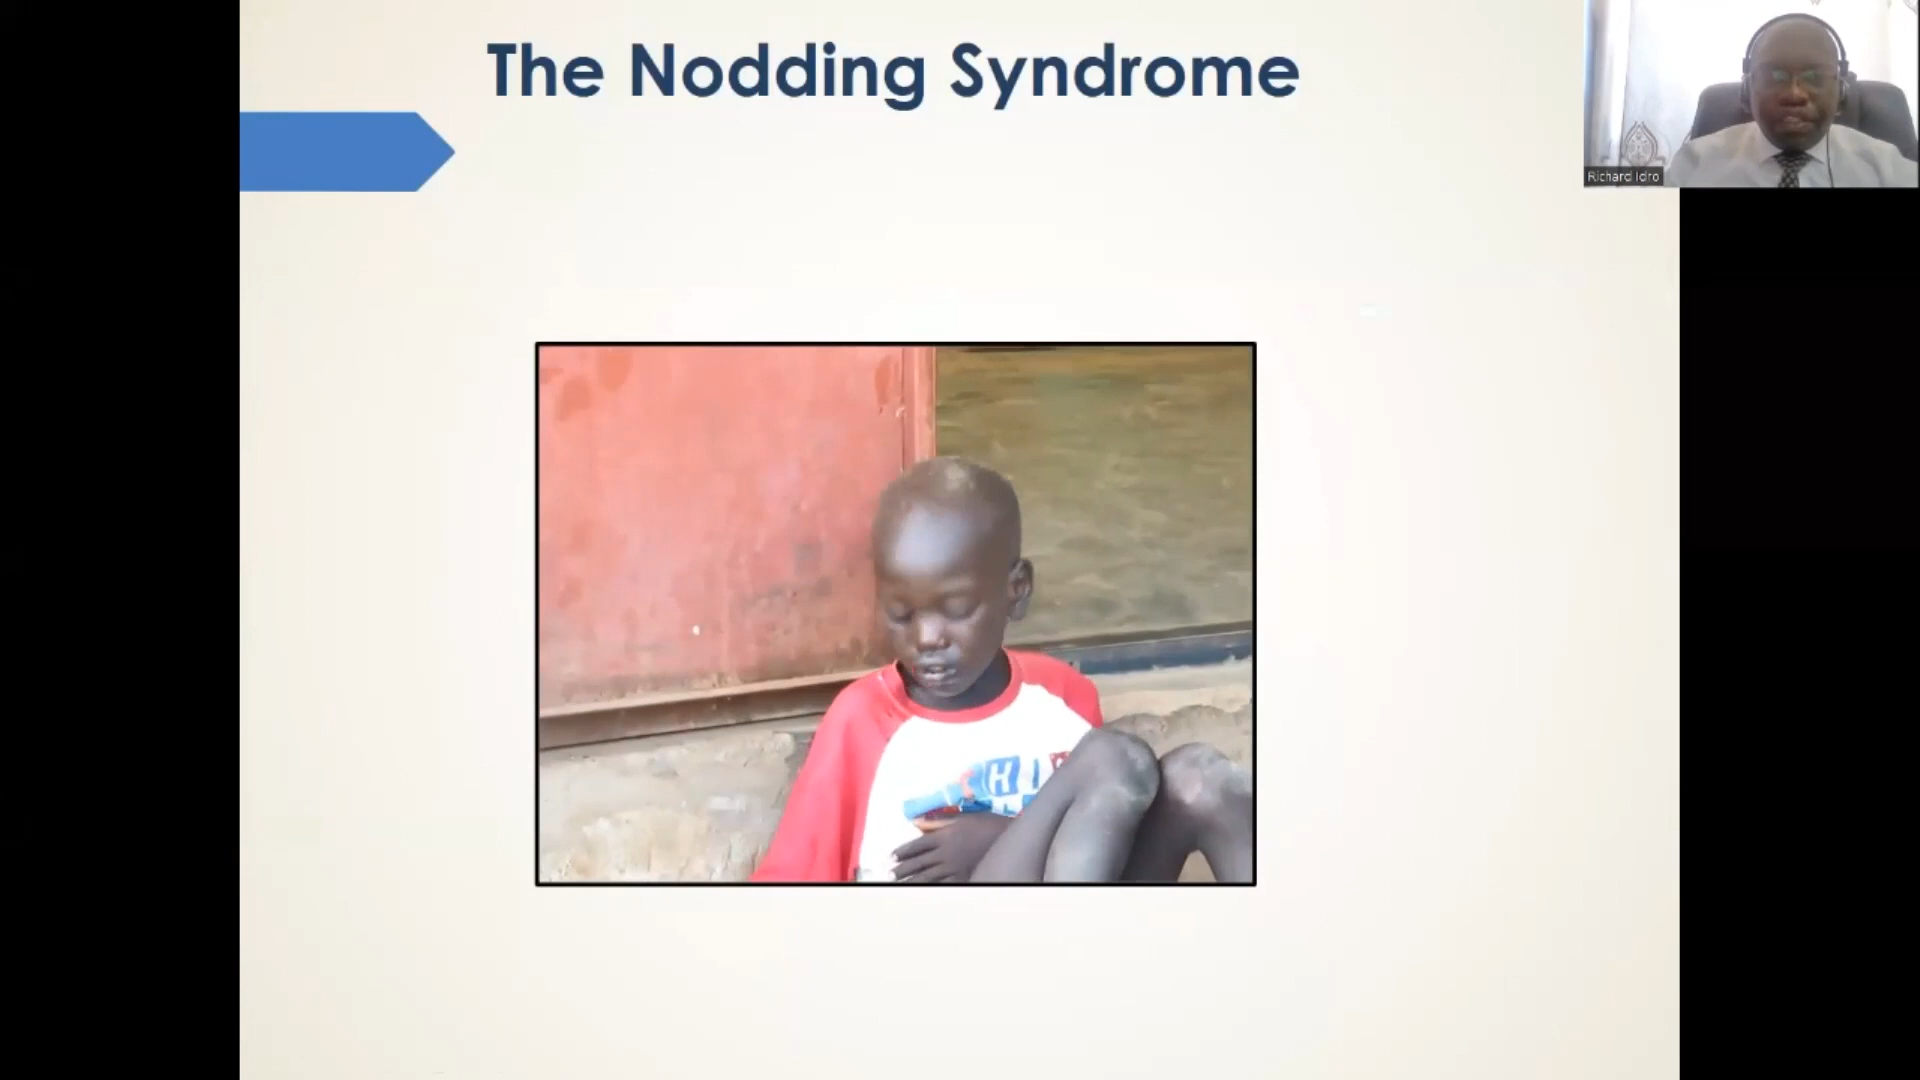 The Nodding Syndrome
Richard Idro
H I